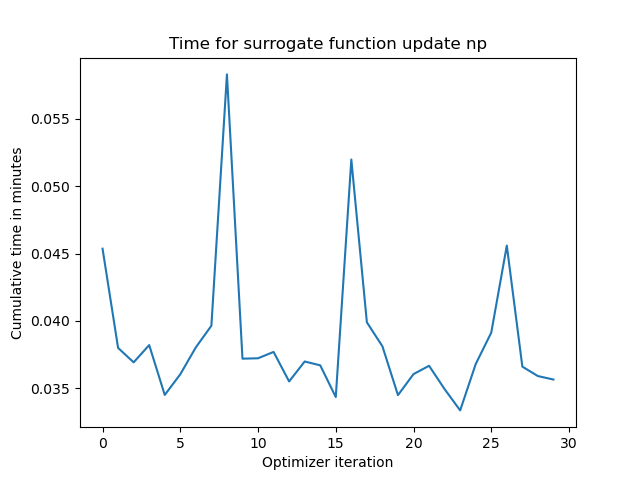 Time for surrogate function update np
Cumulative time in minutes
0.055
0.050
0.045
0.040
0.035
0 5 10 15 20 25 30
Optimizer iteration